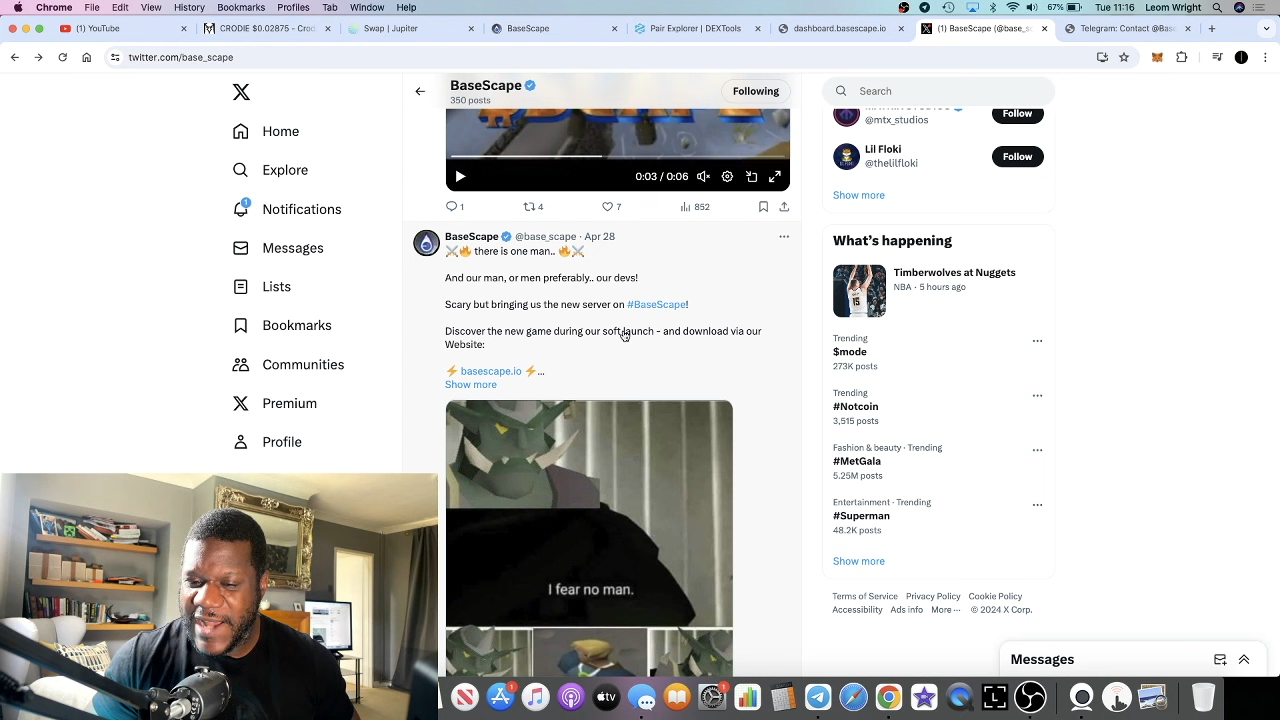 Chrome File Edit View History Bookmarks Profiles Tab Window Help
67% Tue 11:16 Leom Wright
(1) YouTube
CRODIE $0.02875 - Crod
Swap | Jupiter
BaseScape
Pair Explorer | DEXTools
dashboard.basescape.io
(1) BaseScape (@base_sc
Telegram: Contact @Base
twitter.com/base_scape
Home
Explore
1
Notifications
Messages
Lists
Bookmarks
Communities
Premium
Profile
BaseScape
350 posts
Following
0:03 / 0:06
1 4 7 852
BaseScape @base_scape · Apr 28
there is one man..
And our man, or men preferably.. our devs!
Scary but bringing us the new server on #BaseScape!
Discover the new game during our softlaunch - and download via our
Website:
basescape.io ...
Show more
I fear no man.
Search
@mtx_studios
Follow
Lil Floki
@thelilfloki
Follow
Show more
What's happening
Timberwolves at Nuggets
NBA · 5 hours ago
Trending
$mode
273K posts
Trending
#Notcoin
3,515 posts
Fashion & beauty · Trending
#MetGala
5.25M posts
Entertainment · Trending
#Superman
48.2K posts
Show more
Terms of Service Privacy Policy Cookie Policy
Accessibility Ads info More ··· © 2024 X Corp.
Messages